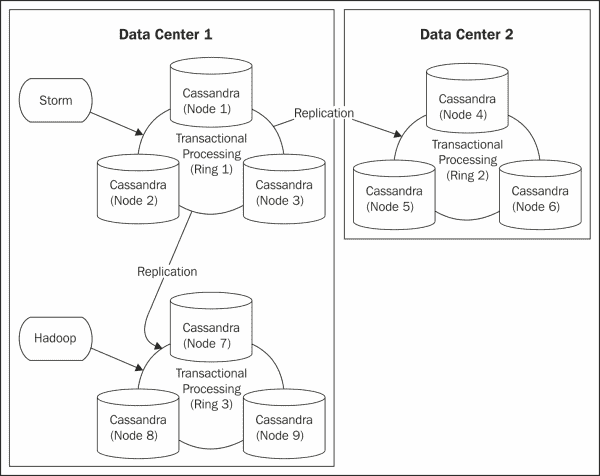 Data Center 1
Data Center 2
Storm
Cassandra
(Node 1)
Replication
Cassandra
(Node 4)
Transactional
Processing
(Ring 1)
Transactional
Processing
(Ring 2)
Cassandra
(Node 2)
Cassandra
(Node 3)
Cassandra
(Node 5)
Cassandra
(Node 6)
Replication
Hadoop
Cassandra
(Node 7)
Transactional
Processing
(Ring 3)
Cassandra
(Node 8)
Cassandra
(Node 9)